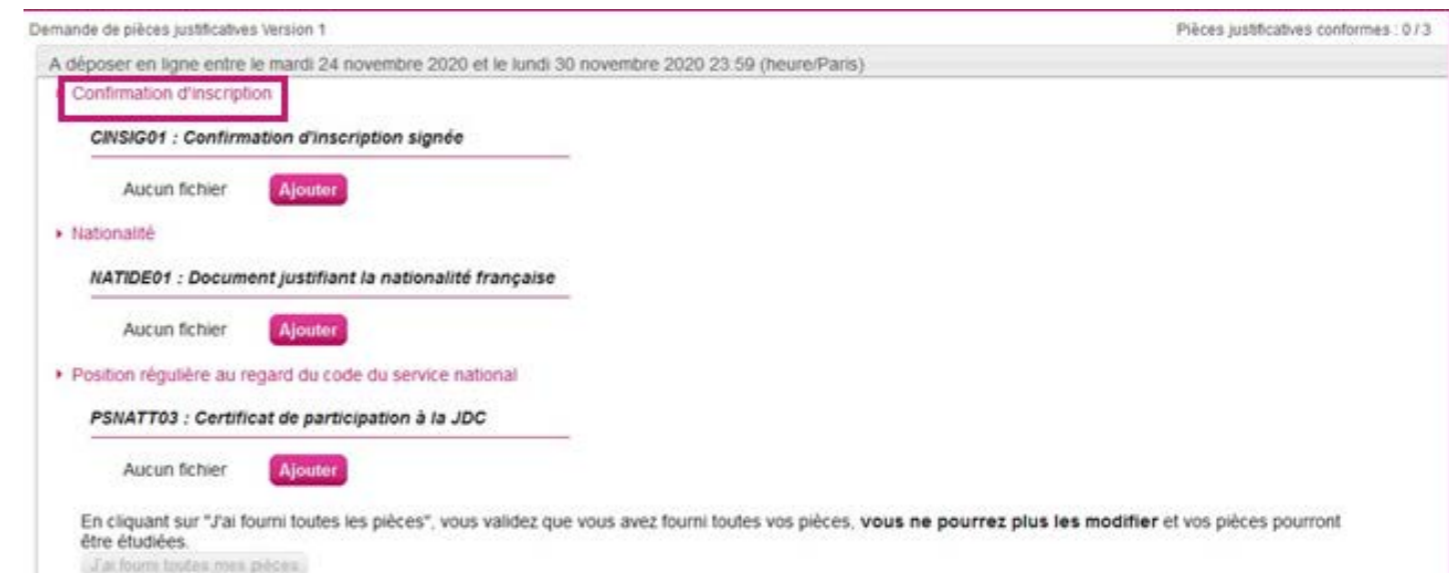 Demande de pièces justificatives Version 1
Pièces justificatives conformes : 0 / 3
A déposer en ligne entre le mardi 24 novembre 2020 et le lundi 30 novembre 2020 23:59 (heure/Paris)
Confirmation d'inscription
CINSIG01 : Confirmation d'inscription signée
Aucun fichier Ajouter
Nationalité
NATIDE01 : Document justifiant la nationalité française
Aucun fichier Ajouter
Position régulière au regard du code du service national
PSNATT03 : Certificat de participation à la JDC
Aucun fichier Ajouter
En cliquant sur "J'ai fourni toutes les pièces", vous validez que vous avez fourni toutes vos pièces, vous ne pourrez plus les modifier et vos pièces pourront
être étudiées.
J'ai fourni toutes mes pièces